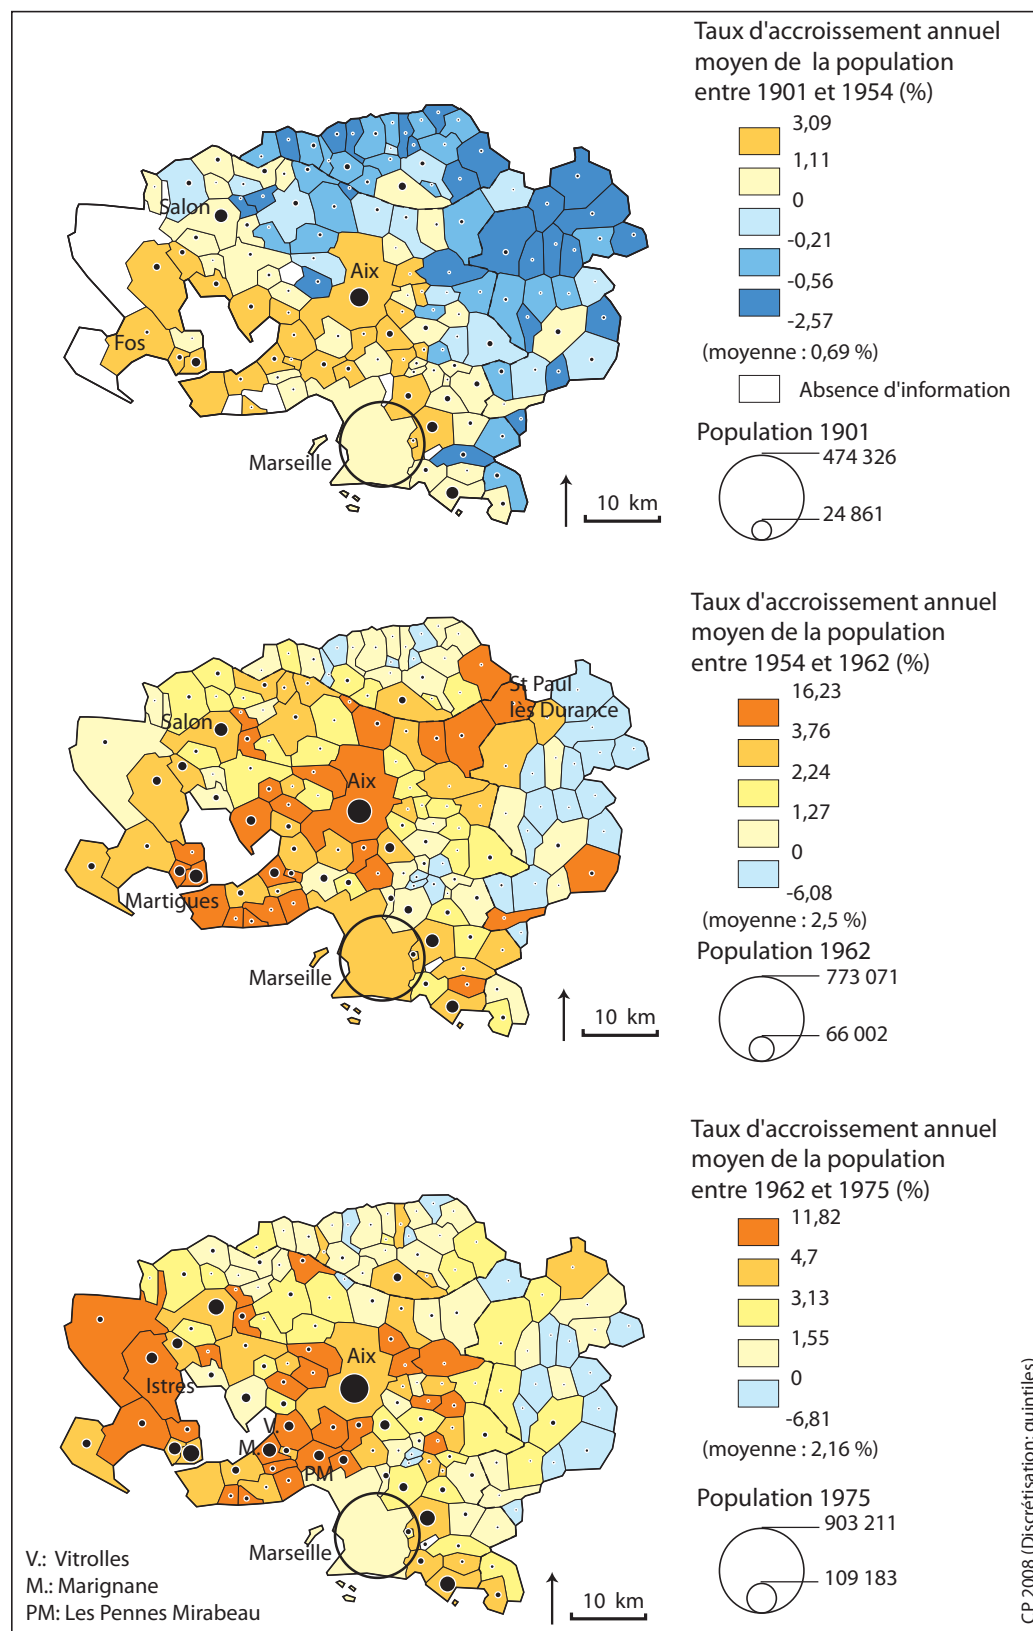 Taux d'accroissement annuel
moyen de la population
entre 1901 et 1954 (%)
3,09
1,11
0
-0,21
-0,56
-2,57
(moyenne : 0,69 %)
Absence d'information
Population 1901
474 326
24 861
Salon
Aix
Fos
Marseille
10 km
Taux d'accroissement annuel
moyen de la population
entre 1954 et 1962 (%)
16,23
3,76
2,24
1,27
0
-6,08
(moyenne : 2,5 %)
Population 1962
773 071
66 002
St Paul
lès Durance
Salon
Aix
Martigues
Marseille
10 km
Taux d'accroissement annuel
moyen de la population
entre 1962 et 1975 (%)
11,82
4,7
3,13
1,55
0
-6,81
(moyenne : 2,16 %)
Population 1975
903 211
109 183
Aix
Istres
V.
M.
PM
Marseille
10 km
V.: Vitrolles
M.: Marignane
PM: Les Pennes Mirabeau
C.P 2008 (Discrétisation: quintiles)